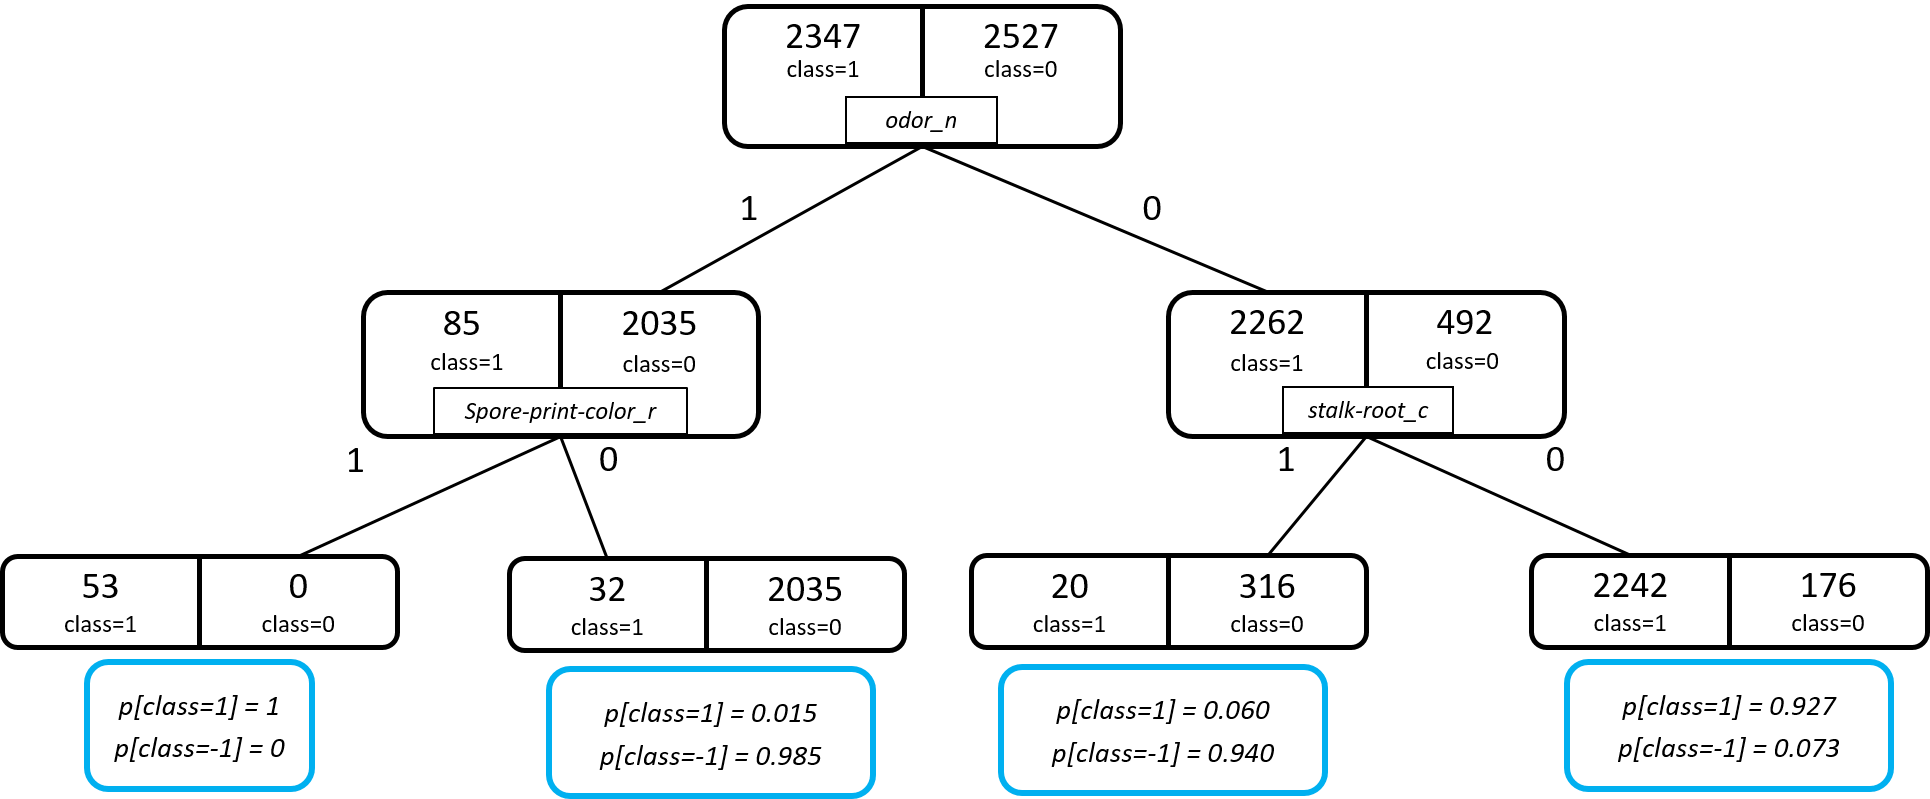 2347 2527
class=1 class=0
odor_n
1 0
85 2035
class=1 class=0
Spore-print-color_r
2262 492
class=1 class=0
stalk-root_c
1 0
1 0
53 0
class=1 class=0
32 2035
class=1 class=0
20 316
class=1 class=0
2242 176
class=1 class=0
p[class=1] = 1
p[class=-1] = 0
p[class=1] = 0.015
p[class=-1] = 0.985
p[class=1] = 0.060
p[class=-1] = 0.940
p[class=1] = 0.927
p[class=-1] = 0.073